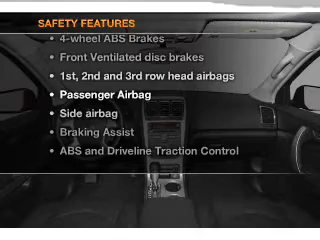 SAFETY FEATURES
• 4-wheel ABS Brakes
• Front Ventilated disc brakes
• 1st, 2nd and 3rd row head airbags
• Passenger Airbag
• Side airbag
• Braking Assist
• ABS and Driveline Traction Control